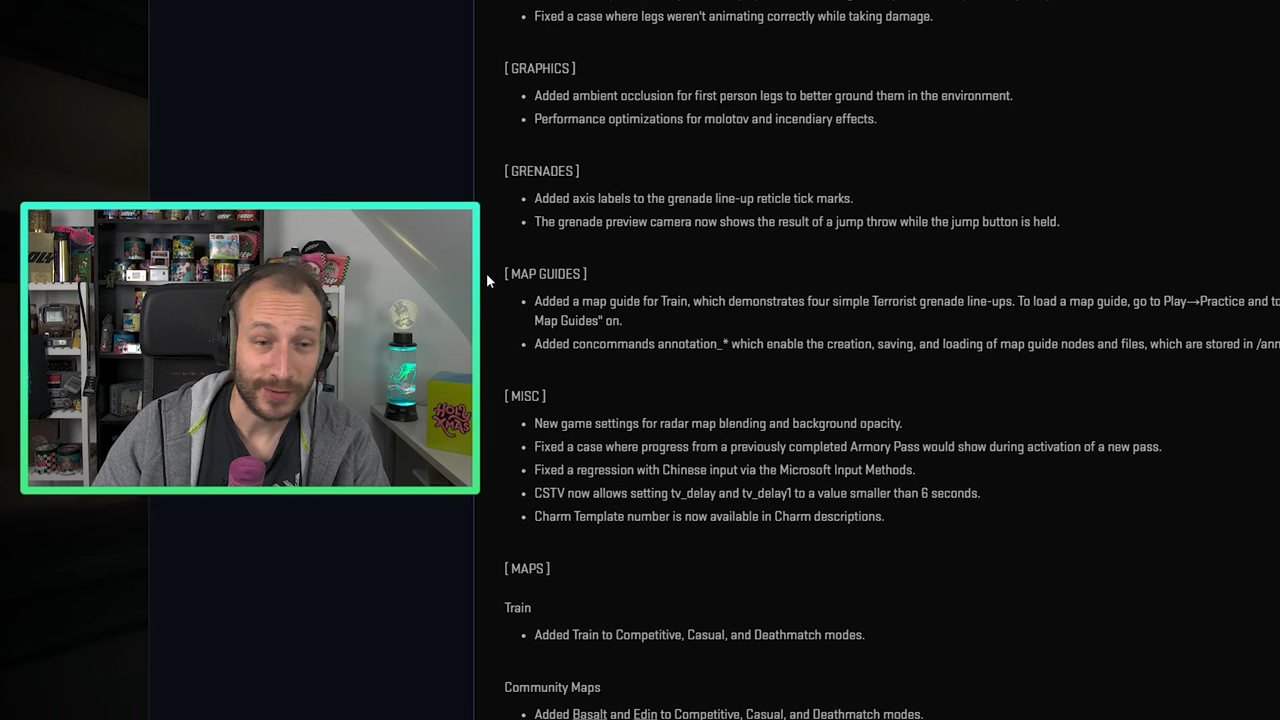 Fixed a case where legs weren't animating correctly while taking damage.
[ GRAPHICS ]
Added ambient occlusion for first person legs to better ground them in the environment.
Performance optimizations for molotov and incendiary effects.
[ GRENADES ]
Added axis labels to the grenade line-up reticle tick marks.
The grenade preview camera now shows the result of a jump throw while the jump button is held.
[ MAP GUIDES ]
Added a map guide for Train, which demonstrates four simple Terrorist grenade line-ups. To load a map guide, go to Play→Practice and to
Map Guides" on.
Added concommands annotation_* which enable the creation, saving, and loading of map guide nodes and files, which are stored in /ann
[ MISC ]
New game settings for radar map blending and background opacity.
Fixed a case where progress from a previously completed Armory Pass would show during activation of a new pass.
Fixed a regression with Chinese input via the Microsoft Input Methods.
CSTV now allows setting tv_delay and tv_delay1 to a value smaller than 6 seconds.
Charm Template number is now available in Charm descriptions.
[ MAPS ]
Train
Added Train to Competitive, Casual, and Deathmatch modes.
Community Maps
Added Basalt and Edin to Competitive, Casual, and Deathmatch modes.
HOLY
XMAS